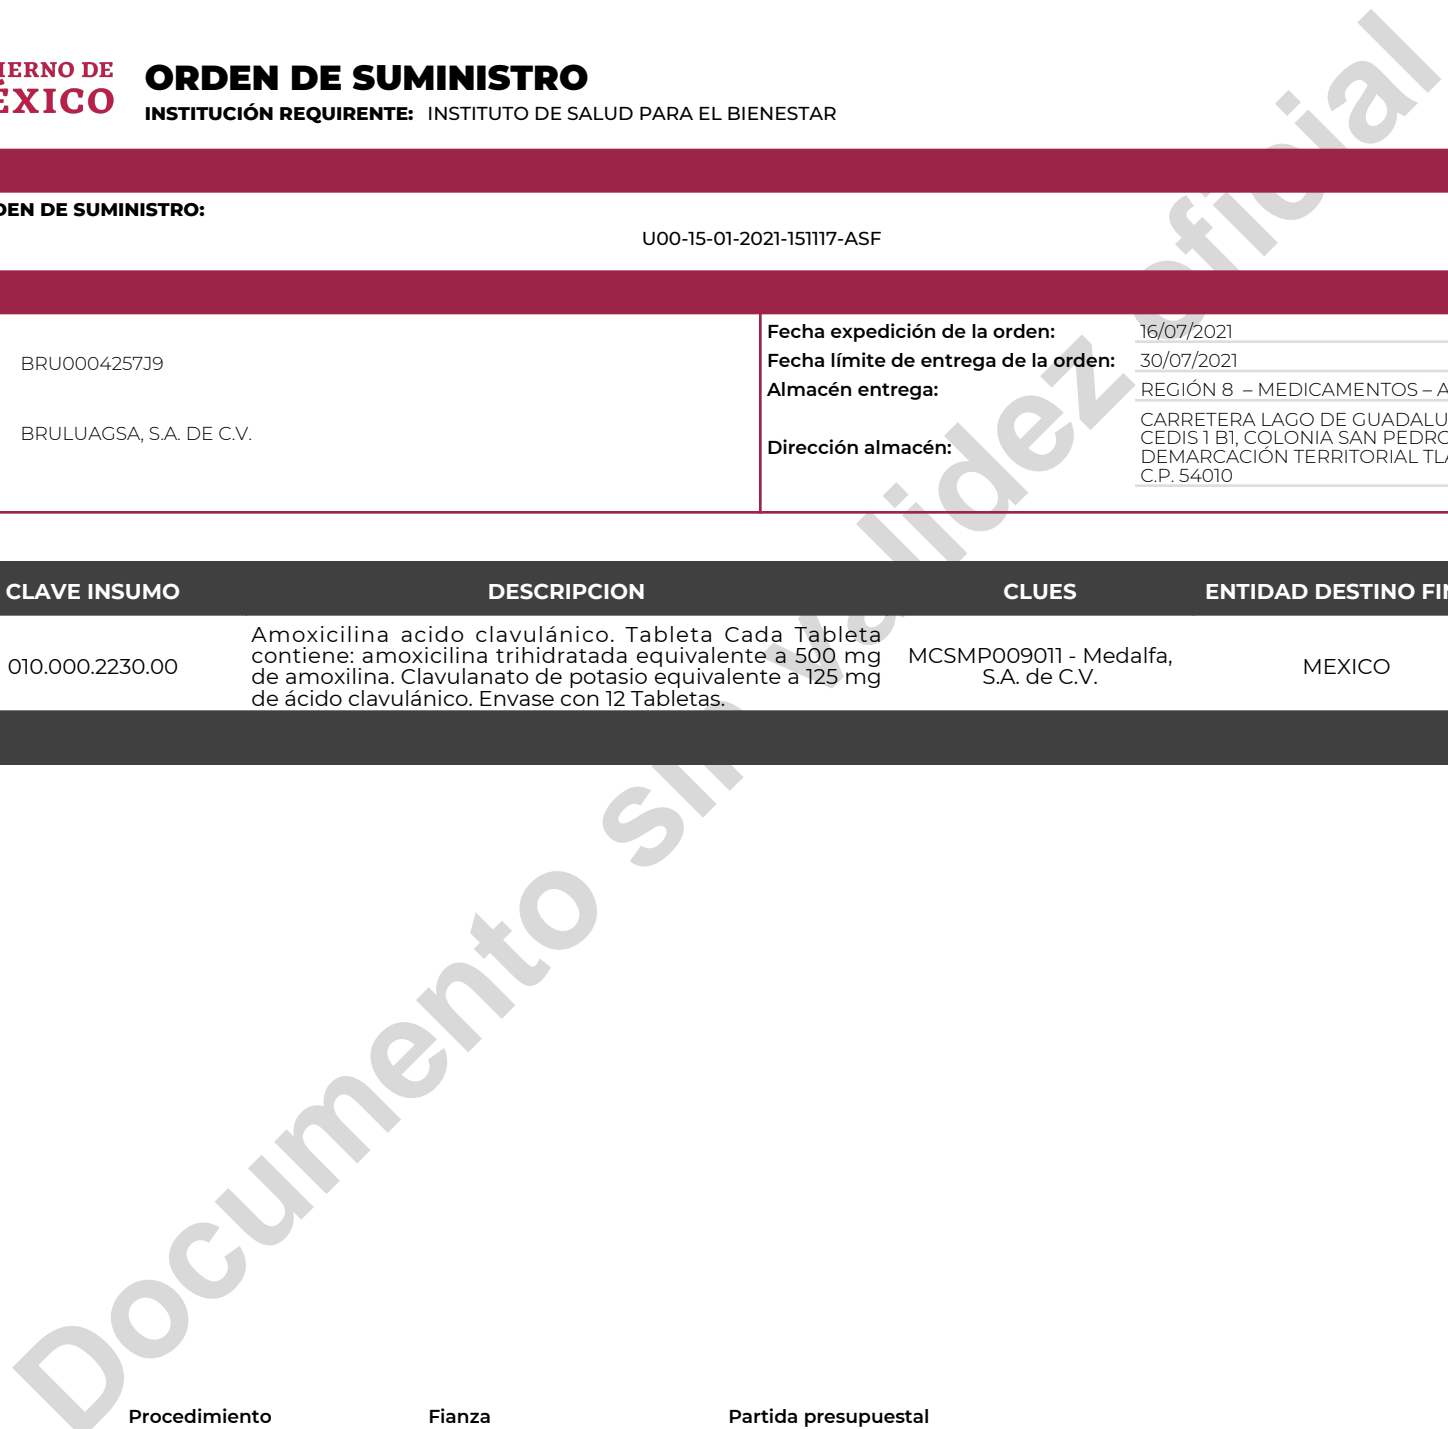 IERNO DE
ÉXICO
ORDEN DE SUMINISTRO
INSTITUCIÓN REQUIRENTE: INSTITUTO DE SALUD PARA EL BIENESTAR
DEN DE SUMINISTRO:
U00-15-01-2021-151117-ASF
BRU0004257J9
BRULUAGSA, S.A. DE C.V.
Fecha expedición de la orden: 16/07/2021
Fecha límite de entrega de la orden: 30/07/2021
Almacén entrega: REGIÓN 8 – MEDICAMENTOS – A
Dirección almacén:
CARRETERA LAGO DE GUADALU
CEDIS 1 B1, COLONIA SAN PEDRO
DEMARCACIÓN TERRITORIAL TLA
C.P. 54010
CLAVE INSUMO DESCRIPCION CLUES ENTIDAD DESTINO FIN
010.000.2230.00
Amoxicilina acido clavulánico. Tableta Cada Tableta
contiene: amoxicilina trihidratada equivalente a 500 mg
de amoxilina. Clavulanato de potasio equivalente a 125 mg
de ácido clavulánico. Envase con 12 Tabletas.
MCSMP009011 - Medalfa,
S.A. de C.V.
MEXICO
Documento sin validez oficial
Procedimiento Fianza Partida presupuestal